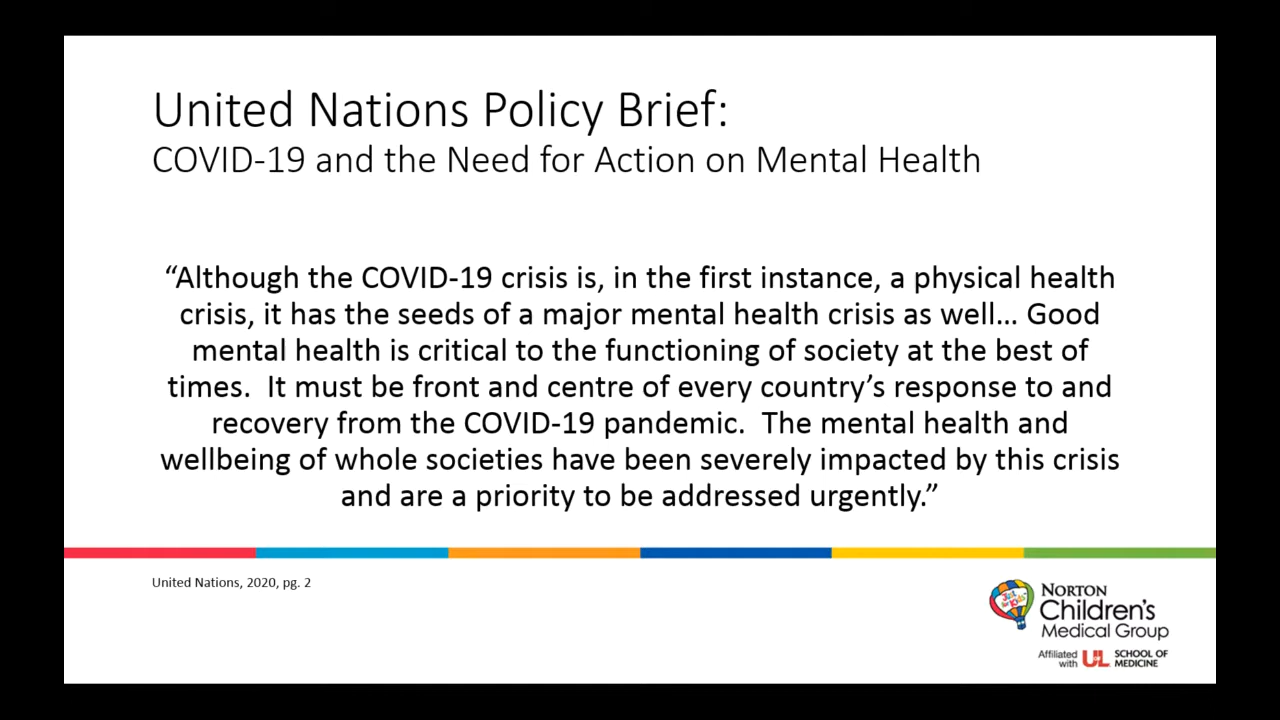 United Nations Policy Brief:
COVID-19 and the Need for Action on Mental Health
“Although the COVID-19 crisis is, in the first instance, a physical health
crisis, it has the seeds of a major mental health crisis as well… Good
mental health is critical to the functioning of society at the best of
times.  It must be front and centre of every country’s response to and
recovery from the COVID-19 pandemic.  The mental health and
wellbeing of whole societies have been severely impacted by this crisis
and are a priority to be addressed urgently.”
United Nations, 2020, pg. 2
Just for Kids
NORTON
Children’s
Medical Group
Affiliated with UL SCHOOL OF MEDICINE